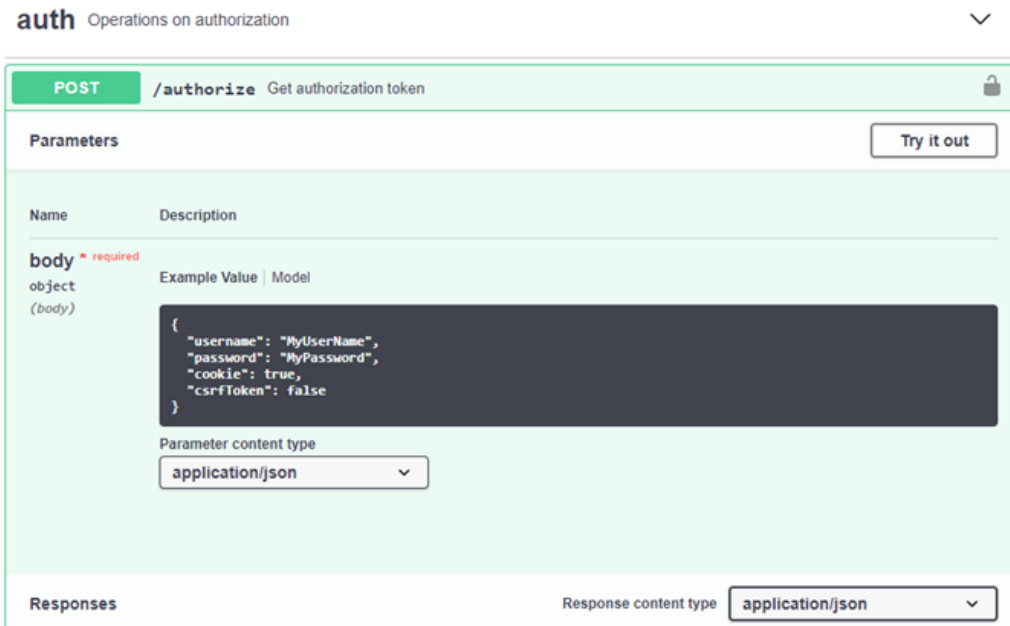 auth Operations on authorization
POST /authorize Get authorization token
Parameters Try it out
Name Description
body * required
object
(body)
Example Value | Model
{
"username": "MyUserName",
"password": "MyPassword",
"cookie": true,
"csrfToken": false
}
Parameter content type
application/json
Responses Response content type application/json